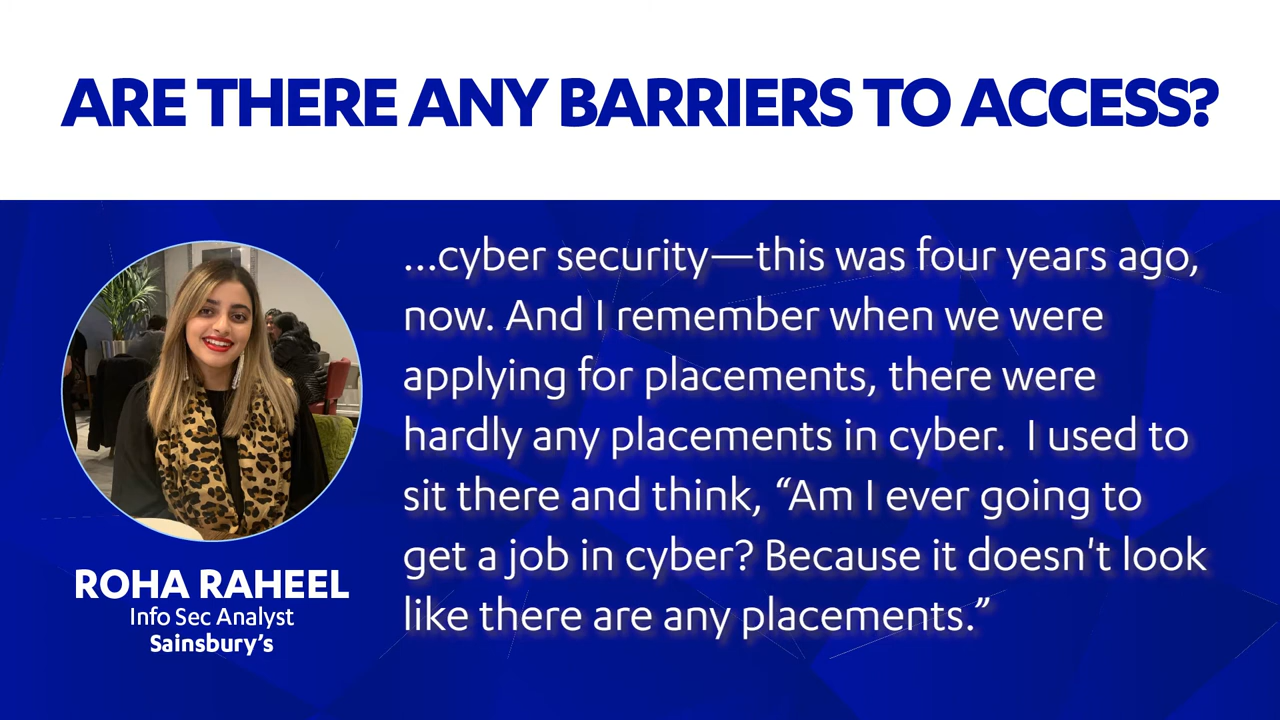 ARE THERE ANY BARRIERS TO ACCESS?
...cyber security—this was four years ago,
now. And I remember when we were
applying for placements, there were
hardly any placements in cyber.  I used to
sit there and think, “Am I ever going to
get a job in cyber? Because it doesn't look
like there are any placements.”
ROHA RAHEEL
Info Sec Analyst
Sainsbury’s